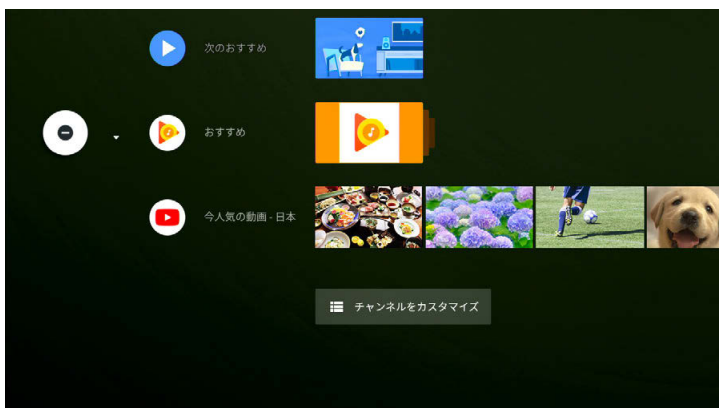 次のおすすめ
おすすめ
今人気の動画 - 日本
チャンネルをカスタマイズ